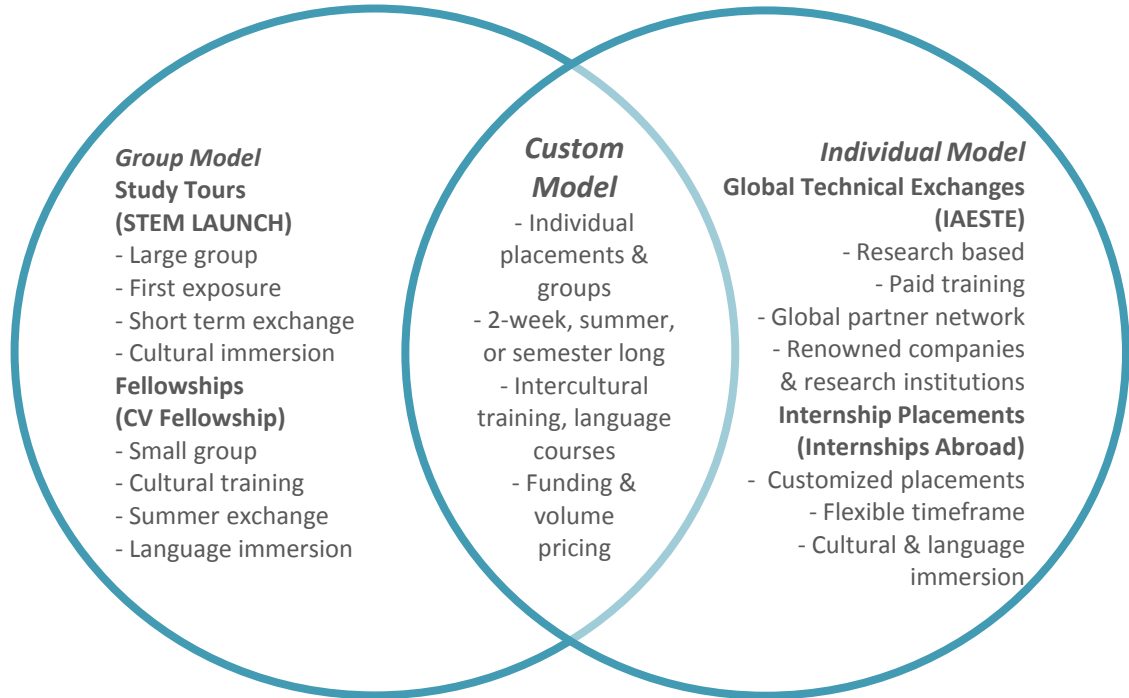 Group Model
Study Tours
(STEM LAUNCH)
- Large group
- First exposure
- Short term exchange
- Cultural immersion
Fellowships
(CV Fellowship)
- Small group
- Cultural training
- Summer exchange
- Language immersion
Custom
Model
- Individual
placements &
groups
- 2-week, summer,
or semester long
- Intercultural
training, language
courses
- Funding &
volume
pricing
Individual Model
Global Technical Exchanges
(IAESTE)
- Research based
- Paid training
- Global partner network
- Renowned companies
& research institutions
Internship Placements
(Internships Abroad)
- Customized placements
- Flexible timeframe
- Cultural & language
immersion